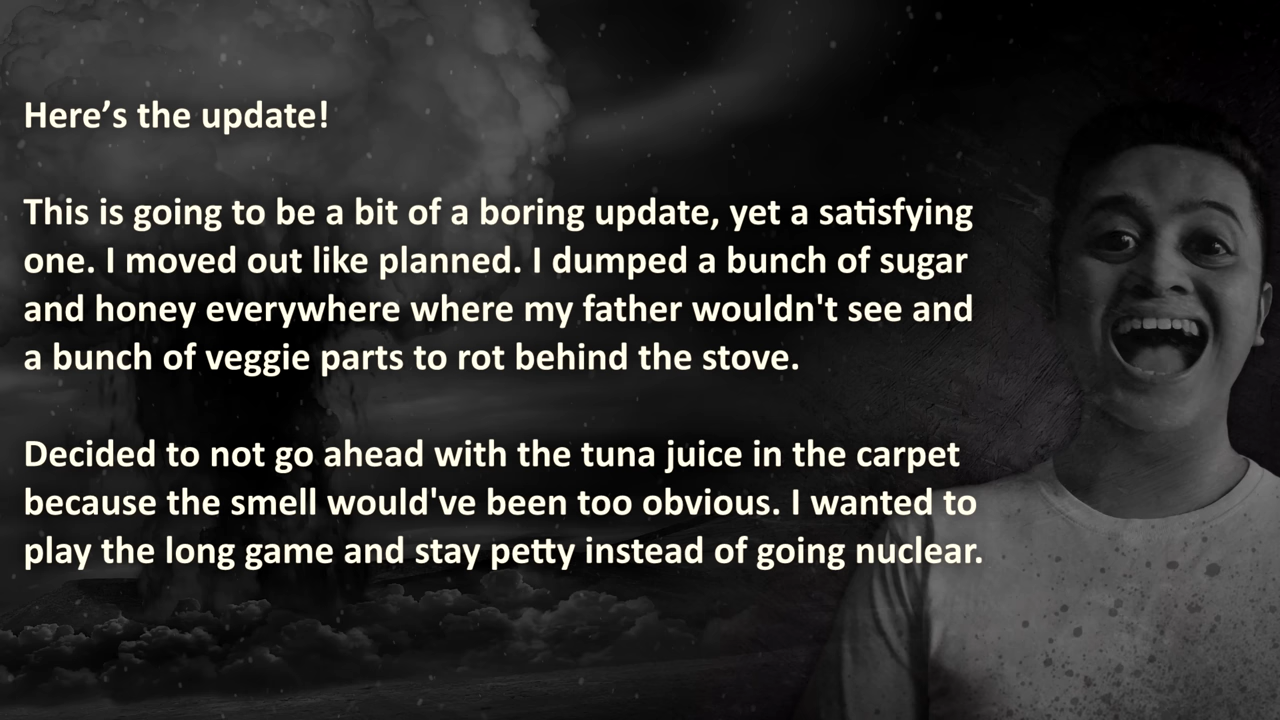 Here’s the update!
This is going to be a bit of a boring update, yet a satisfying
one. I moved out like planned. I dumped a bunch of sugar
and honey everywhere where my father wouldn't see and
a bunch of veggie parts to rot behind the stove.
Decided to not go ahead with the tuna juice in the carpet
because the smell would've been too obvious. I wanted to
play the long game and stay petty instead of going nuclear.